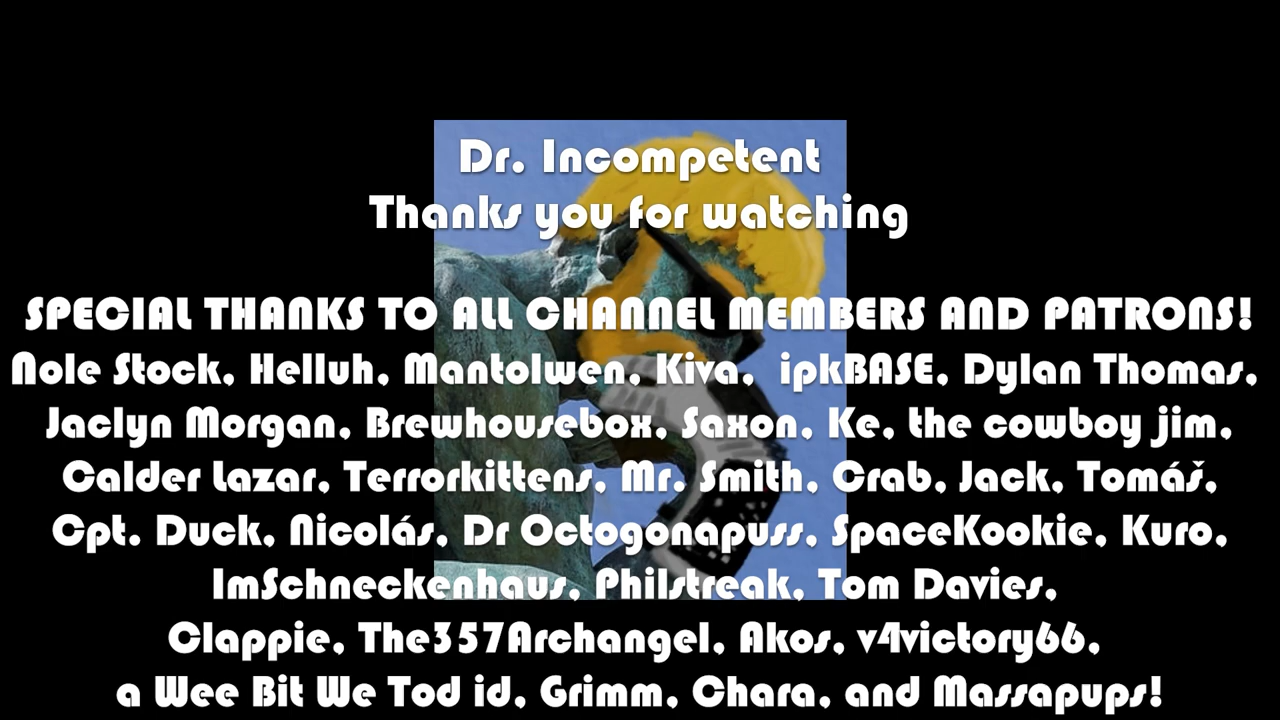 Dr. Incompetent
Thanks you for watching
SPECIAL THANKS TO ALL CHANNEL MEMBERS AND PATRONS!
Nole Stock, Helluh, Mantolwen, Kiva, ipkBASE, Dylan Thomas,
Jaclyn Morgan, Brewhousebox, Saxon, Ke, the cowboy jim,
Calder Lazar, Terrorkittens, Mr. Smith, Crab, Jack, Tomáš,
Cpt. Duck, Nicolás, Dr Octogonapuss, SpaceKookie, Kuro,
ImSchneckenhaus, Philstreak, Tom Davies,
Clappie, The357Archangel, Akos, v4victory66,
a Wee Bit We Tod id, Grimm, Chara, and Massapups!